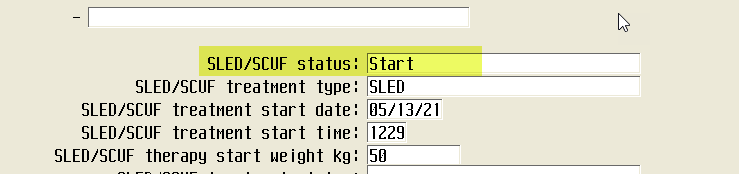 -
SLED/SCUF status: Start
SLED/SCUF treatment type: SLED
SLED/SCUF treatment start date: 05/13/21
SLED/SCUF treatment start time: 1229
SLED/SCUF therapy start weight kg: 50